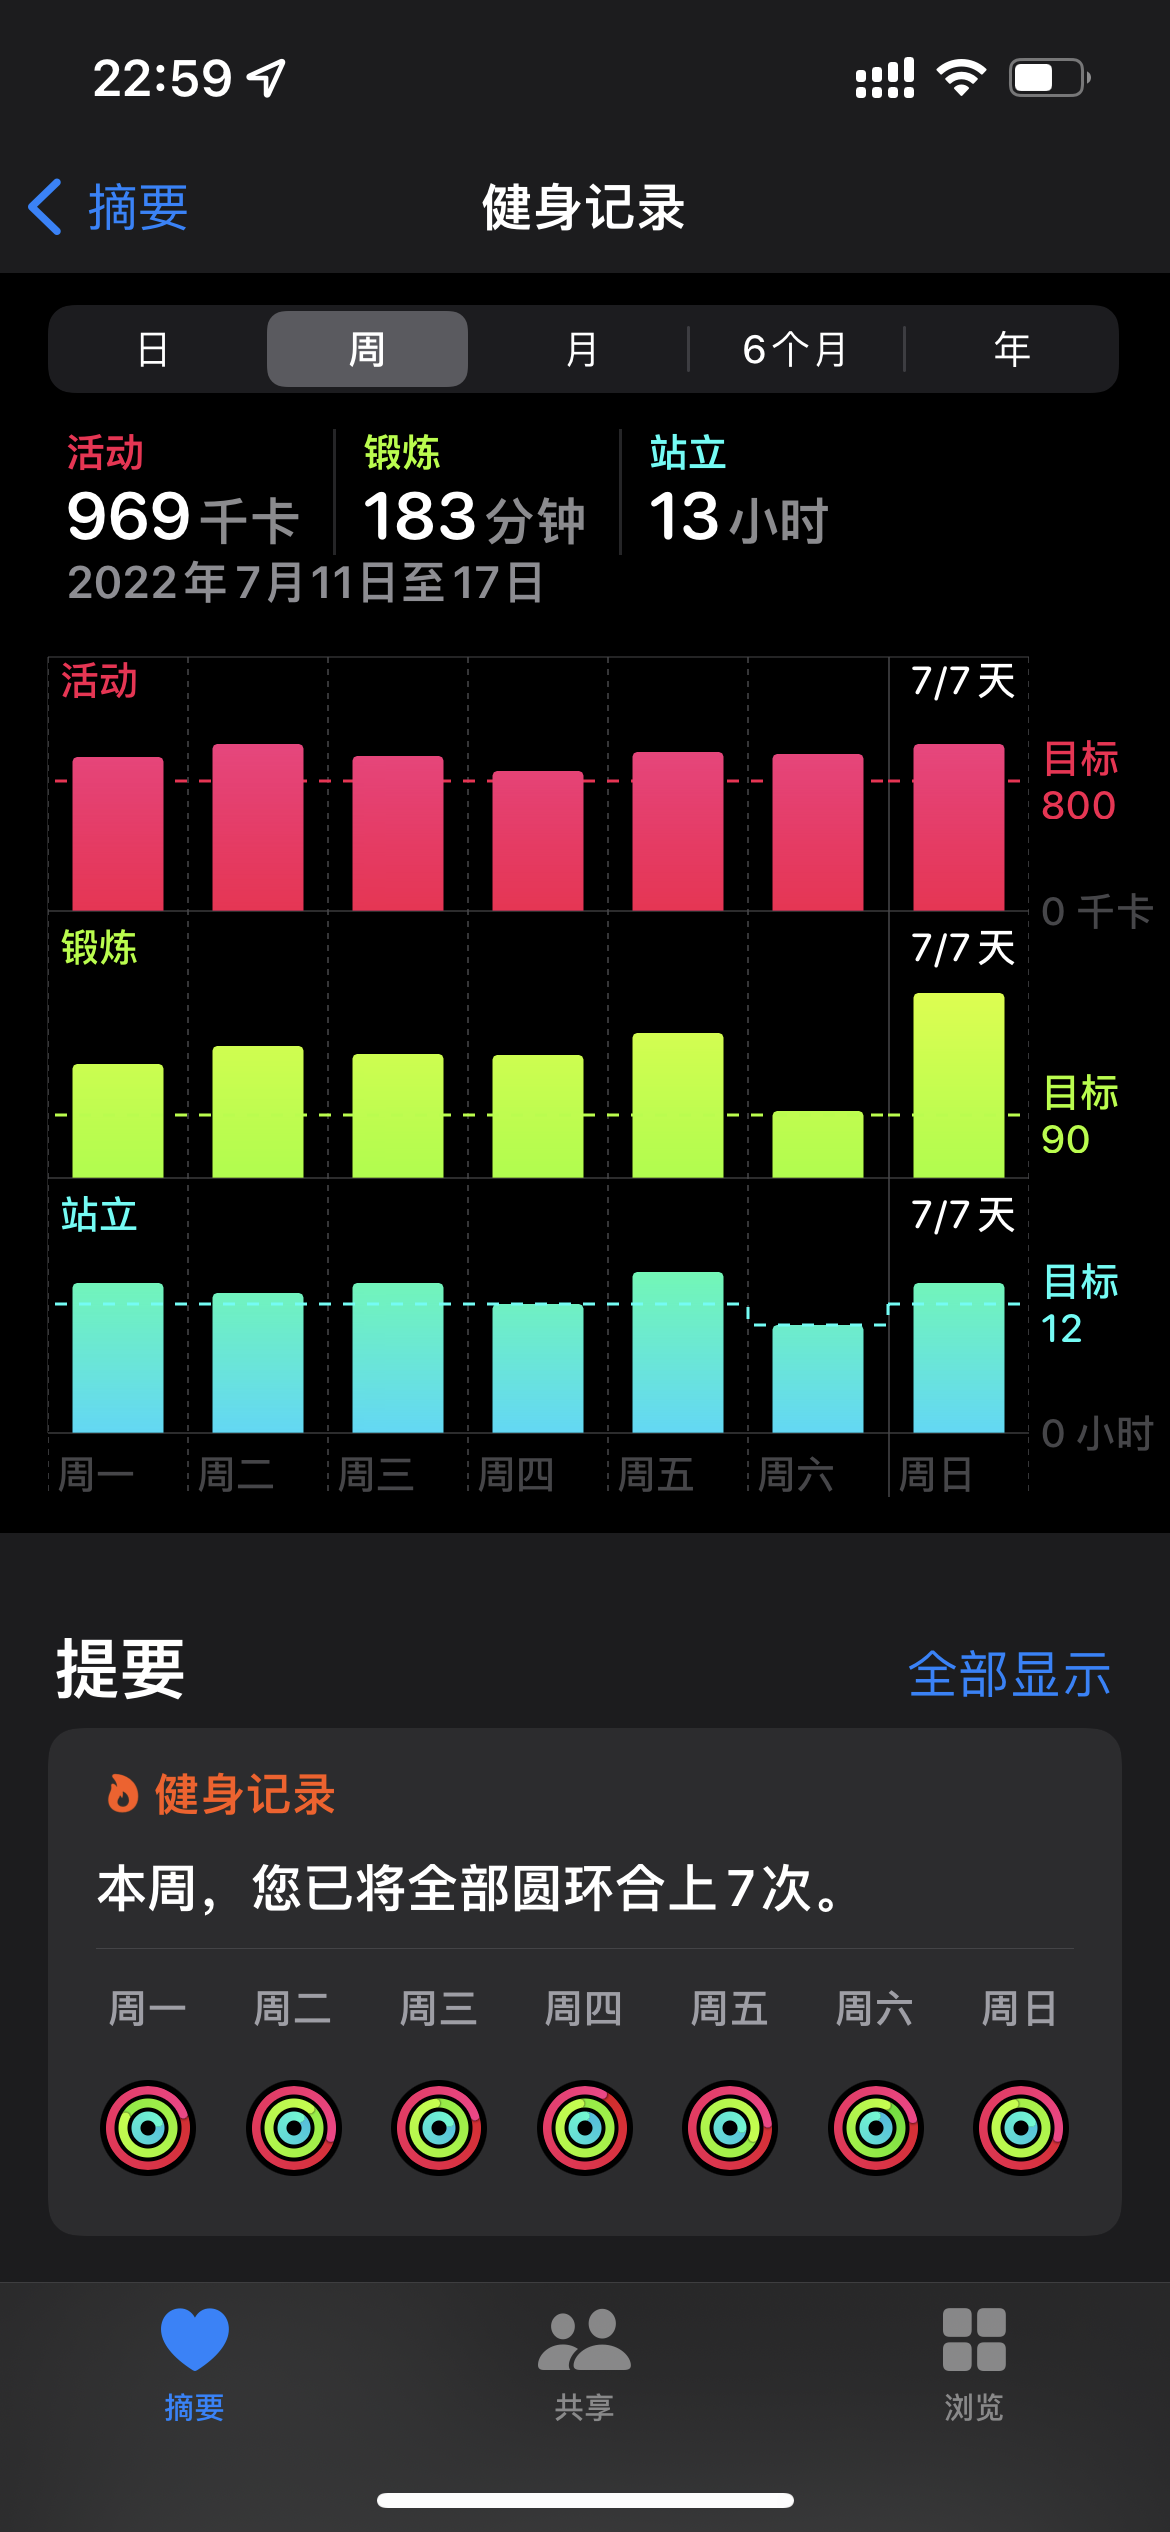 22:59
摘要
健身记录
日 周 月 6个月 年
活动 锻炼 站立
969千卡 183分钟 13小时
2022年7月11日至17日
活动 7/7天
目标
800
0 千卡
锻炼 7/7天
目标
90
站立 7/7天
目标
12
0 小时
周一 周二 周三 周四 周五 周六 周日
提要 全部显示
健身记录
本周，您已将全部圆环合上7次。
周一 周二 周三 周四 周五 周六 周日
摘要 共享 浏览